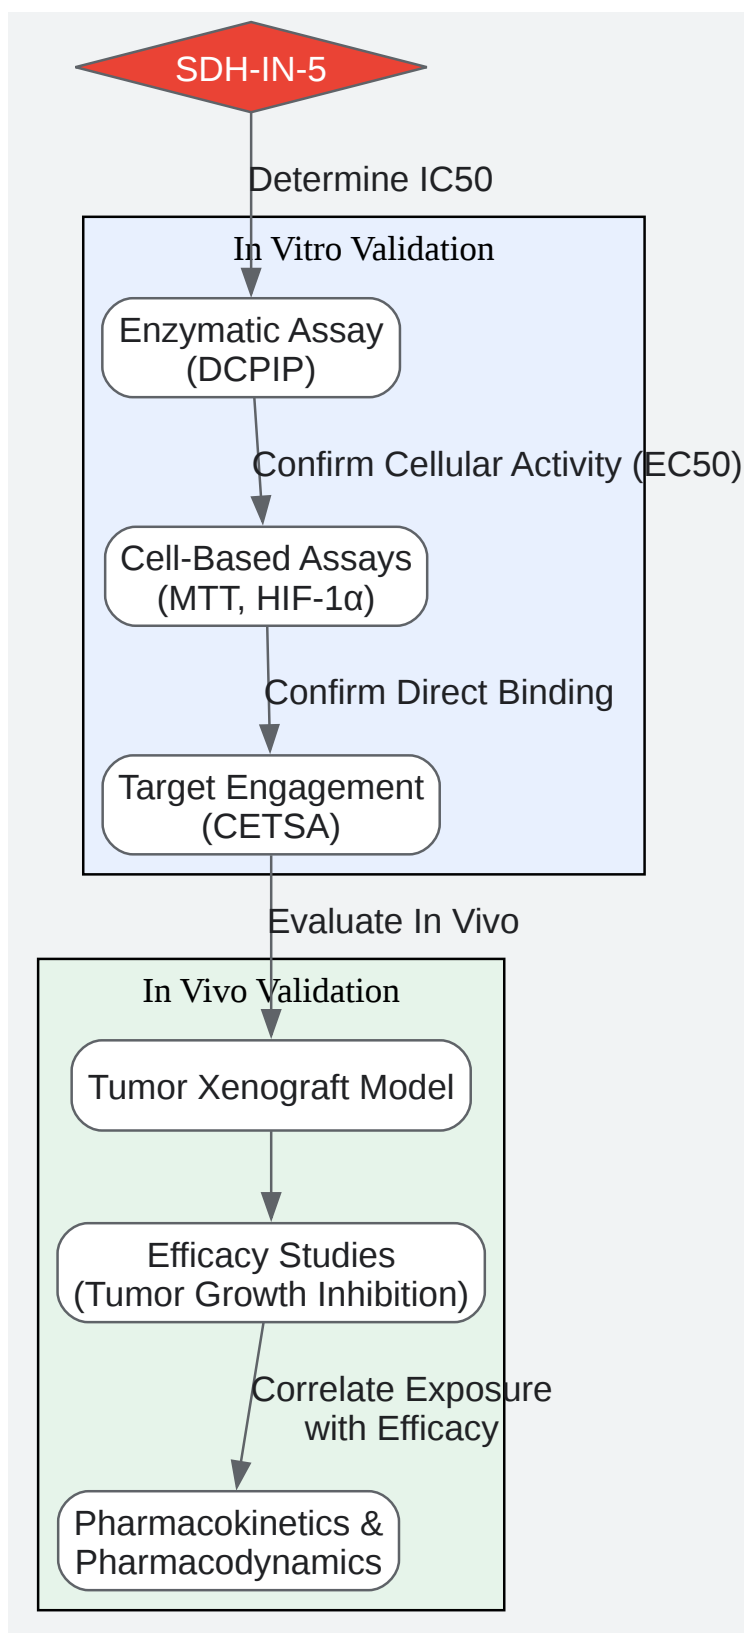 SDH-IN-5
Determine IC50
In Vitro Validation
Enzymatic Assay
(DCPIP)
Confirm Cellular Activity (EC50)
Cell-Based Assays
(MTT, HIF-1α)
Confirm Direct Binding
Target Engagement
(CETSA)
Evaluate In Vivo
In Vivo Validation
Tumor Xenograft Model
Efficacy Studies
(Tumor Growth Inhibition)
Correlate Exposure
with Efficacy
Pharmacokinetics &
Pharmacodynamics